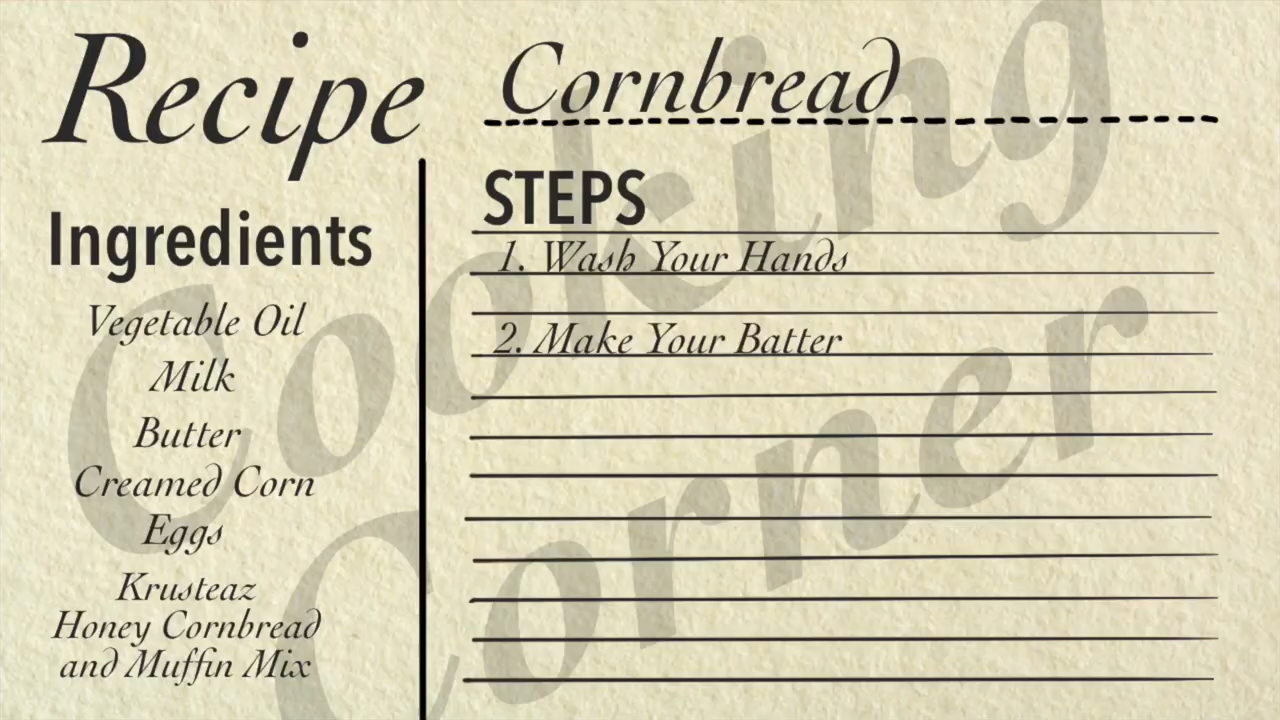 Recipe
Cornbread
Ingredients
Vegetable Oil
Milk
Butter
Creamed Corn
Eggs
Krusteaz
Honey Cornbread
and Muffin Mix
STEPS
1. Wash Your Hands
2. Make Your Batter
Cooking
Corner